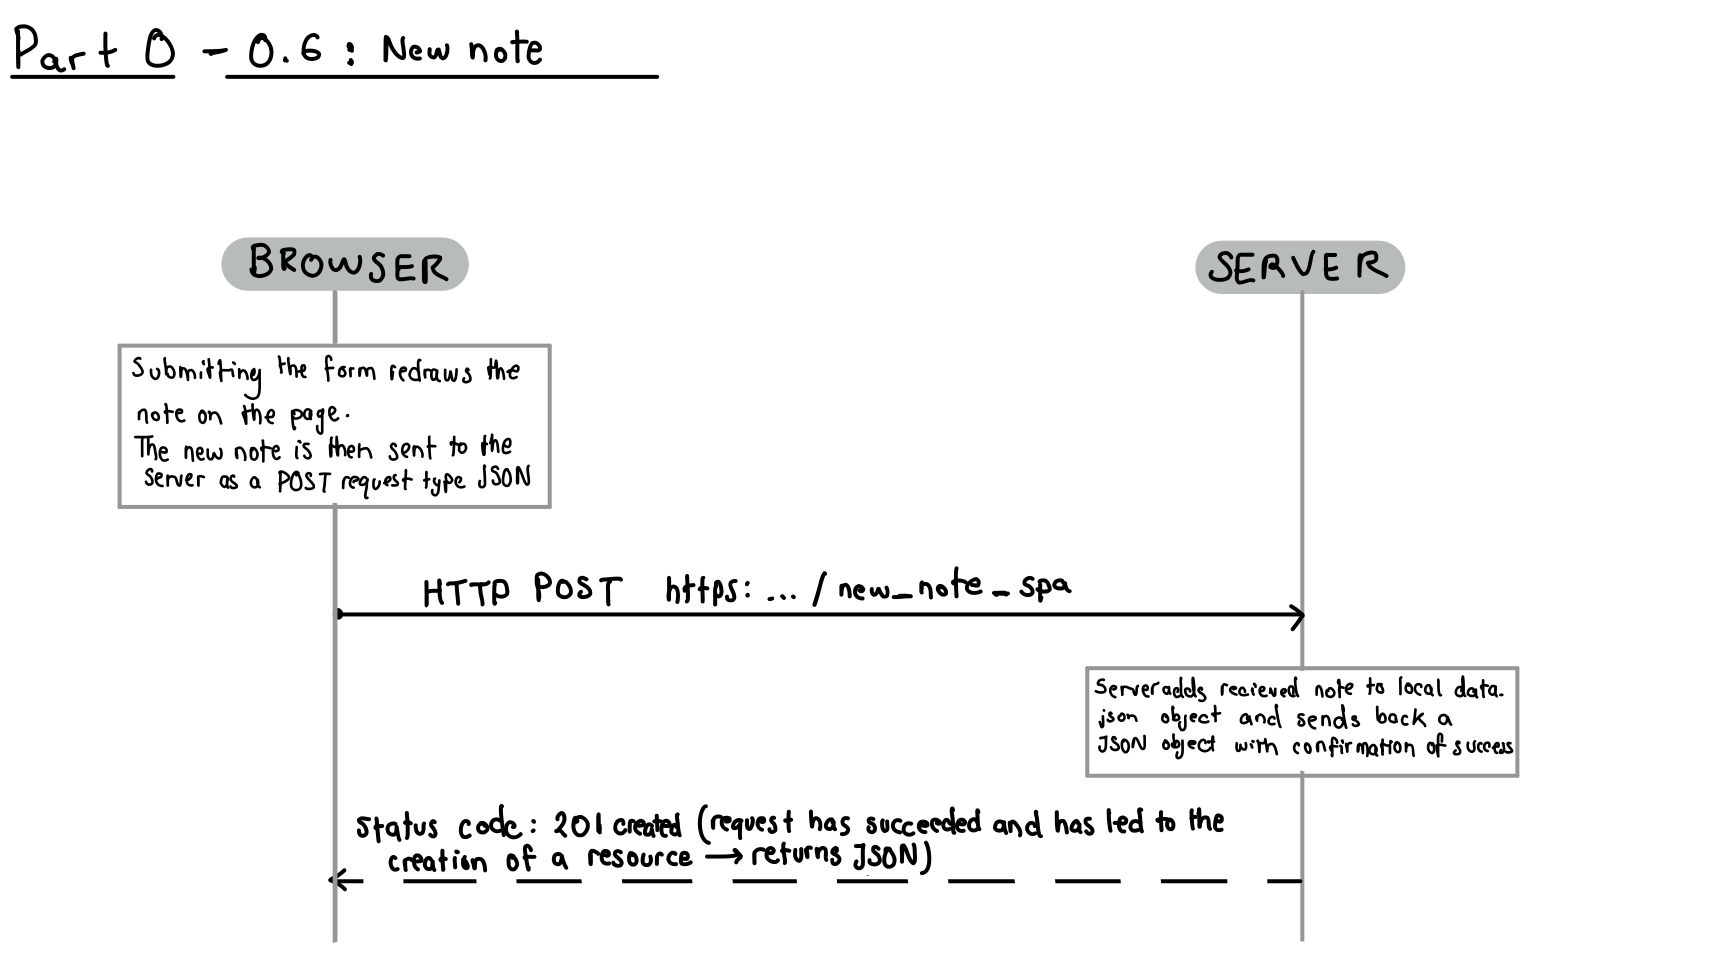 Part 0 - 0.6 : New note
BROWSER
SERVER
Submitting the form redraws the
note on the page.
The new note is then sent to the
server as a POST request type JSON
HTTP POST https: ... / new_note_spa
Server adds recieved note to local data.
json object and sends back a
JSON object with confirmation of success
Status code: 201 created (request has succeeded and has led to the
creation of a resource → returns JSON)